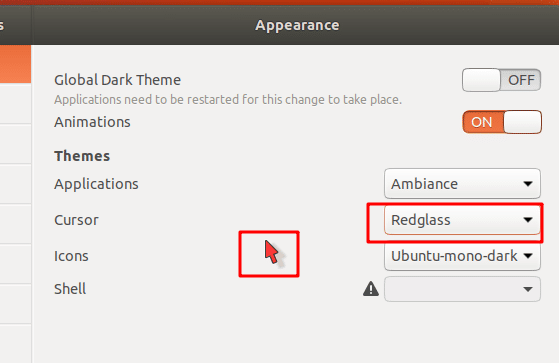 s
Appearance
Global Dark Theme OFF
Applications need to be restarted for this change to take place.
Animations ON
Themes
Applications Ambiance
Cursor Redglass
Icons Ubuntu-mono-dark
Shell